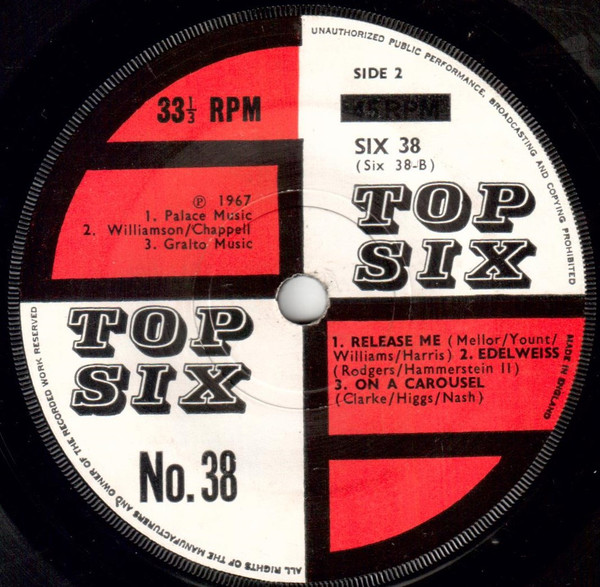 UNAUTHORIZED PUBLIC PERFORMANCE, BROADCASTING AND COPYING PROHIBITED
SIDE 2
33⅓ RPM
45 RPM
SIX 38
(Six 38-B)
TOP
SIX
℗ 1967
1. Palace Music
2. Williamson/Chappell
3. Gralto Music
TOP
SIX
No. 38
1. RELEASE ME (Mellor/Yount/
Williams/Harris) 2. EDELWEISS
(Rodgers/Hammerstein II)
3. ON A CAROUSEL
(Clarke/Higgs/Nash)
MADE IN ENGLAND
ALL RIGHTS OF THE MANUFACTURERS AND OWNER OF THE RECORDED WORK RESERVED